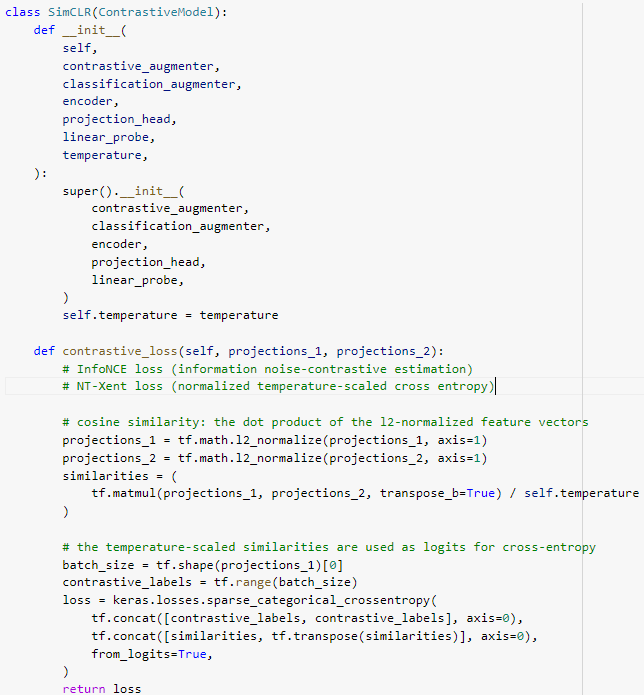 class SimCLR(ContrastiveModel):
    def __init__(
        self,
        contrastive_augmenter,
        classification_augmenter,
        encoder,
        projection_head,
        linear_probe,
        temperature,
    ):
        super().__init__(
            contrastive_augmenter,
            classification_augmenter,
            encoder,
            projection_head,
            linear_probe,
        )
        self.temperature = temperature

    def contrastive_loss(self, projections_1, projections_2):
        # InfoNCE loss (information noise-contrastive estimation)
        # NT-Xent loss (normalized temperature-scaled cross entropy)

        # cosine similarity: the dot product of the l2-normalized feature vectors
        projections_1 = tf.math.l2_normalize(projections_1, axis=1)
        projections_2 = tf.math.l2_normalize(projections_2, axis=1)
        similarities = (
            tf.matmul(projections_1, projections_2, transpose_b=True) / self.temperature
        )

        # the temperature-scaled similarities are used as logits for cross-entropy
        batch_size = tf.shape(projections_1)[0]
        contrastive_labels = tf.range(batch_size)
        loss = keras.losses.sparse_categorical_crossentropy(
            tf.concat([contrastive_labels, contrastive_labels], axis=0),
            tf.concat([similarities, tf.transpose(similarities)], axis=0),
            from_logits=True,
        )
        return loss